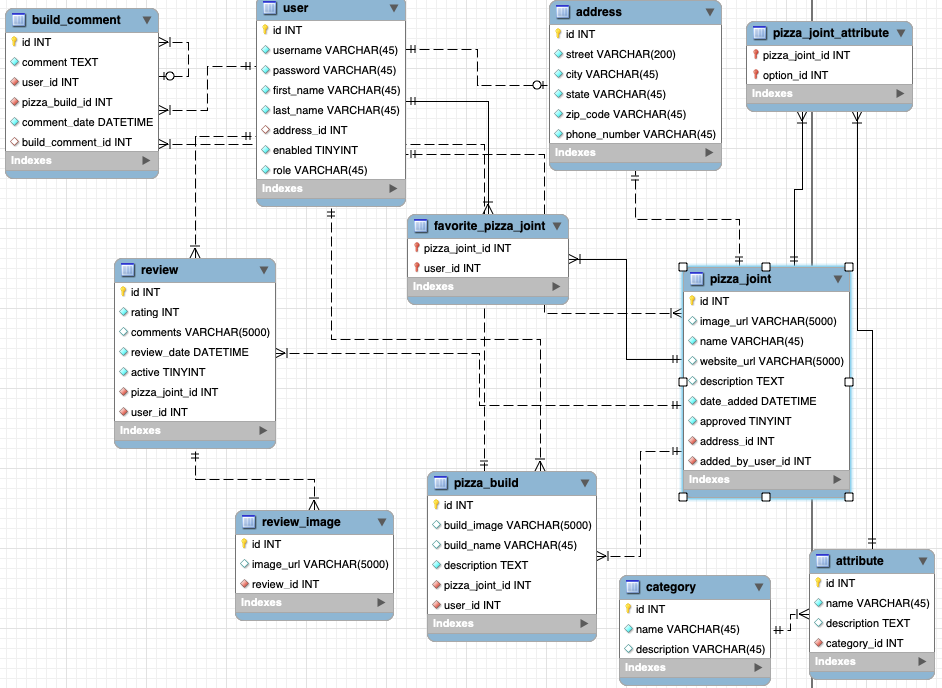 build_comment
id INT
comment TEXT
user_id INT
pizza_build_id INT
comment_date DATETIME
build_comment_id INT
Indexes
user
id INT
username VARCHAR(45)
password VARCHAR(45)
first_name VARCHAR(45)
last_name VARCHAR(45)
address_id INT
enabled TINYINT
role VARCHAR(45)
Indexes
address
id INT
street VARCHAR(200)
city VARCHAR(45)
state VARCHAR(45)
zip_code VARCHAR(45)
phone_number VARCHAR(45)
Indexes
pizza_joint_attribute
pizza_joint_id INT
option_id INT
Indexes
favorite_pizza_joint
pizza_joint_id INT
user_id INT
Indexes
review
id INT
rating INT
comments VARCHAR(5000)
review_date DATETIME
active TINYINT
pizza_joint_id INT
user_id INT
Indexes
pizza_joint
id INT
image_url VARCHAR(5000)
name VARCHAR(45)
website_url VARCHAR(5000)
description TEXT
date_added DATETIME
approved TINYINT
address_id INT
added_by_user_id INT
Indexes
review_image
id INT
image_url VARCHAR(5000)
review_id INT
Indexes
pizza_build
id INT
build_image VARCHAR(5000)
build_name VARCHAR(45)
description TEXT
pizza_joint_id INT
user_id INT
Indexes
category
id INT
name VARCHAR(45)
description VARCHAR(45)
Indexes
attribute
id INT
name VARCHAR(45)
description TEXT
category_id INT
Indexes